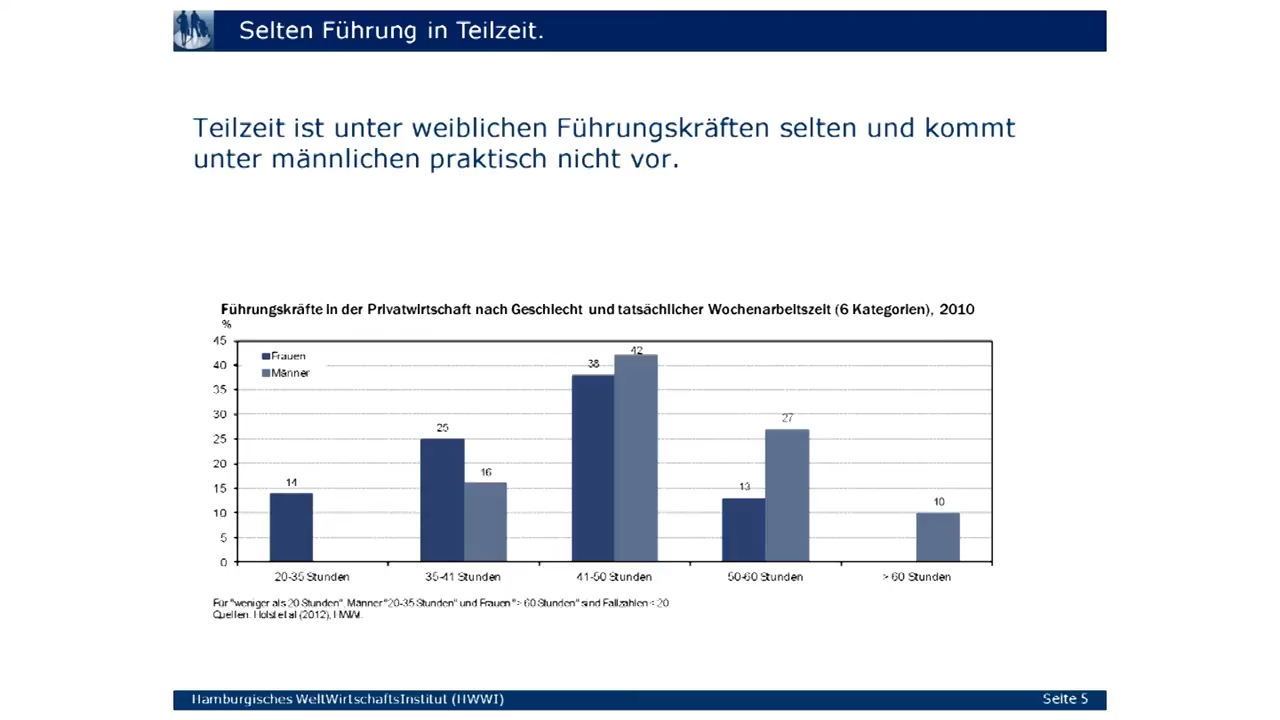 Selten Führung in Teilzeit.
Teilzeit ist unter weiblichen Führungskräften selten und kommt
unter männlichen praktisch nicht vor.
Führungskräfte in der Privatwirtschaft nach Geschlecht und tatsächlicher Wochenarbeitszeit (6 Kategorien), 2010
%
45
40
35
30
25
20
15
10
5
0
Frauen
Männer
14
25
16
38
42
13
27
10
20-35 Stunden
35-41 Stunden
41-50 Stunden
50-60 Stunden
> 60 Stunden
Für "weniger als 20 Stunden", Männer "20-35 Stunden" und Frauen "> 60 Stunden" sind Fallzahlen < 20
Quellen: Holst et al (2012), HWWI.
Hamburgisches WeltWirtschaftsInstitut (HWWI)
Seite 5